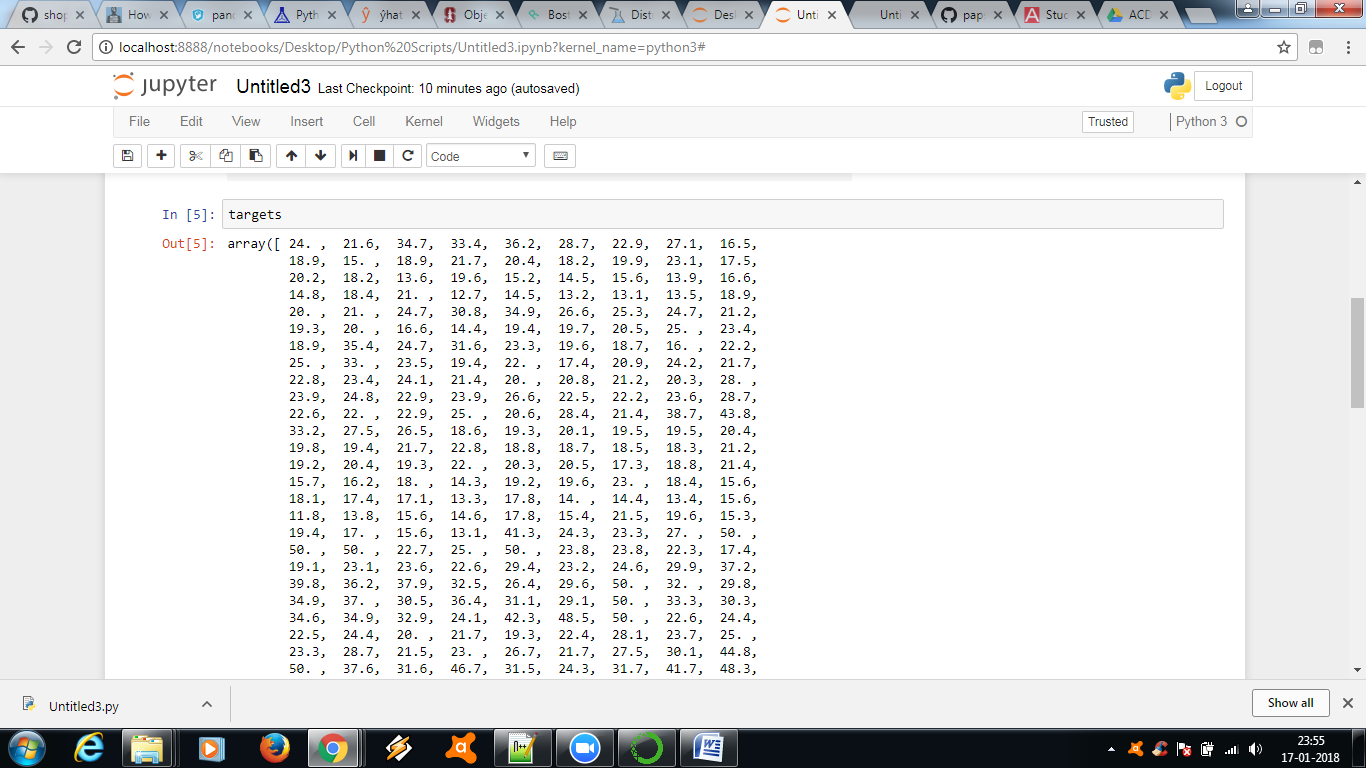 shop How pand Pyth ŷhat Obje Bost Dist Desl Unti Unti pap Stuc ACD
localhost:8888/notebooks/Desktop/Python%20Scripts/Untitled3.ipynb?kernel_name=python3#
jupyter Untitled3 Last Checkpoint: 10 minutes ago (autosaved) Logout
File Edit View Insert Cell Kernel Widgets Help Trusted Python 3
Code
In [5]: targets
Out[5]: array([ 24. , 21.6, 34.7, 33.4, 36.2, 28.7, 22.9, 27.1, 16.5,
18.9, 15. , 18.9, 21.7, 20.4, 18.2, 19.9, 23.1, 17.5,
20.2, 18.2, 13.6, 19.6, 15.2, 14.5, 15.6, 13.9, 16.6,
14.8, 18.4, 21. , 12.7, 14.5, 13.2, 13.1, 13.5, 18.9,
20. , 21. , 24.7, 30.8, 34.9, 26.6, 25.3, 24.7, 21.2,
19.3, 20. , 16.6, 14.4, 19.4, 19.7, 20.5, 25. , 23.4,
18.9, 35.4, 24.7, 31.6, 23.3, 19.6, 18.7, 16. , 22.2,
25. , 33. , 23.5, 19.4, 22. , 17.4, 20.9, 24.2, 21.7,
22.8, 23.4, 24.1, 21.4, 20. , 20.8, 21.2, 20.3, 28. ,
23.9, 24.8, 22.9, 23.9, 26.6, 22.5, 22.2, 23.6, 28.7,
22.6, 22. , 22.9, 25. , 20.6, 28.4, 21.4, 38.7, 43.8,
33.2, 27.5, 26.5, 18.6, 19.3, 20.1, 19.5, 19.5, 20.4,
19.8, 19.4, 21.7, 22.8, 18.8, 18.7, 18.5, 18.3, 21.2,
19.2, 20.4, 19.3, 22. , 20.3, 20.5, 17.3, 18.8, 21.4,
15.7, 16.2, 18. , 14.3, 19.2, 19.6, 23. , 18.4, 15.6,
18.1, 17.4, 17.1, 13.3, 17.8, 14. , 14.4, 13.4, 15.6,
11.8, 13.8, 15.6, 14.6, 17.8, 15.4, 21.5, 19.6, 15.3,
19.4, 17. , 15.6, 13.1, 41.3, 24.3, 23.3, 27. , 50. ,
50. , 50. , 22.7, 25. , 50. , 23.8, 23.8, 22.3, 17.4,
19.1, 23.1, 23.6, 22.6, 29.4, 23.2, 24.6, 29.9, 37.2,
39.8, 36.2, 37.9, 32.5, 26.4, 29.6, 50. , 32. , 29.8,
34.9, 37. , 30.5, 36.4, 31.1, 29.1, 50. , 33.3, 30.3,
34.6, 34.9, 32.9, 24.1, 42.3, 48.5, 50. , 22.6, 24.4,
22.5, 24.4, 20. , 21.7, 19.3, 22.4, 28.1, 23.7, 25. ,
23.3, 28.7, 21.5, 23. , 26.7, 21.7, 27.5, 30.1, 44.8,
50. , 37.6, 31.6, 46.7, 31.5, 24.3, 31.7, 41.7, 48.3,
Untitled3.py Show all
23:55
17-01-2018